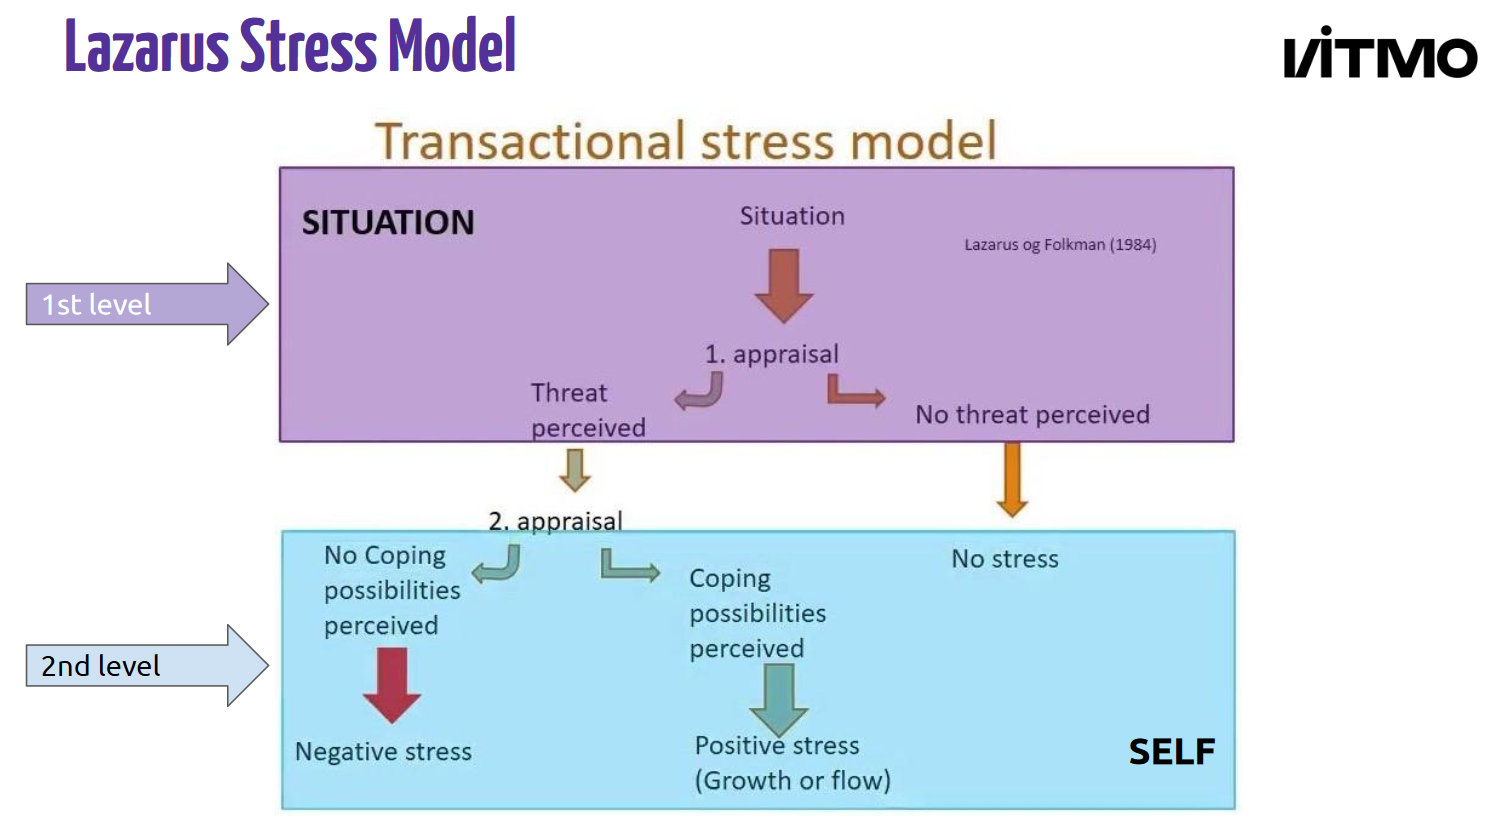 Lazarus Stress Model
ITMO
Transactional stress model
SITUATION
Situation
Lazarus og Folkman (1984)
1st level
1. appraisal
Threat
perceived
No threat perceived
2. appraisal
No Coping
possibilities
perceived
Coping
possibilities
perceived
No stress
2nd level
Negative stress
Positive stress
(Growth or flow)
SELF